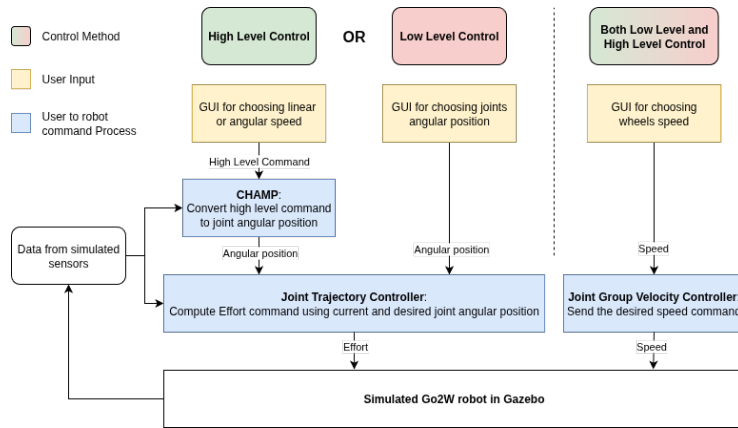 Control Method
User Input
User to robot
command Process
High Level Control
OR
Low Level Control
Both Low Level and
High Level Control
GUI for choosing linear
or angular speed
GUI for choosing joints
angular position
GUI for choosing
wheels speed
High Level Command
CHAMP:
Convert high level command
to joint angular position
Data from simulated
sensors
Angular position
Angular position
Speed
Joint Trajectory Controller:
Compute Effort command using current and desired joint angular position
Joint Group Velocity Controller:
Send the desired speed command
Effort
Speed
Simulated Go2W robot in Gazebo